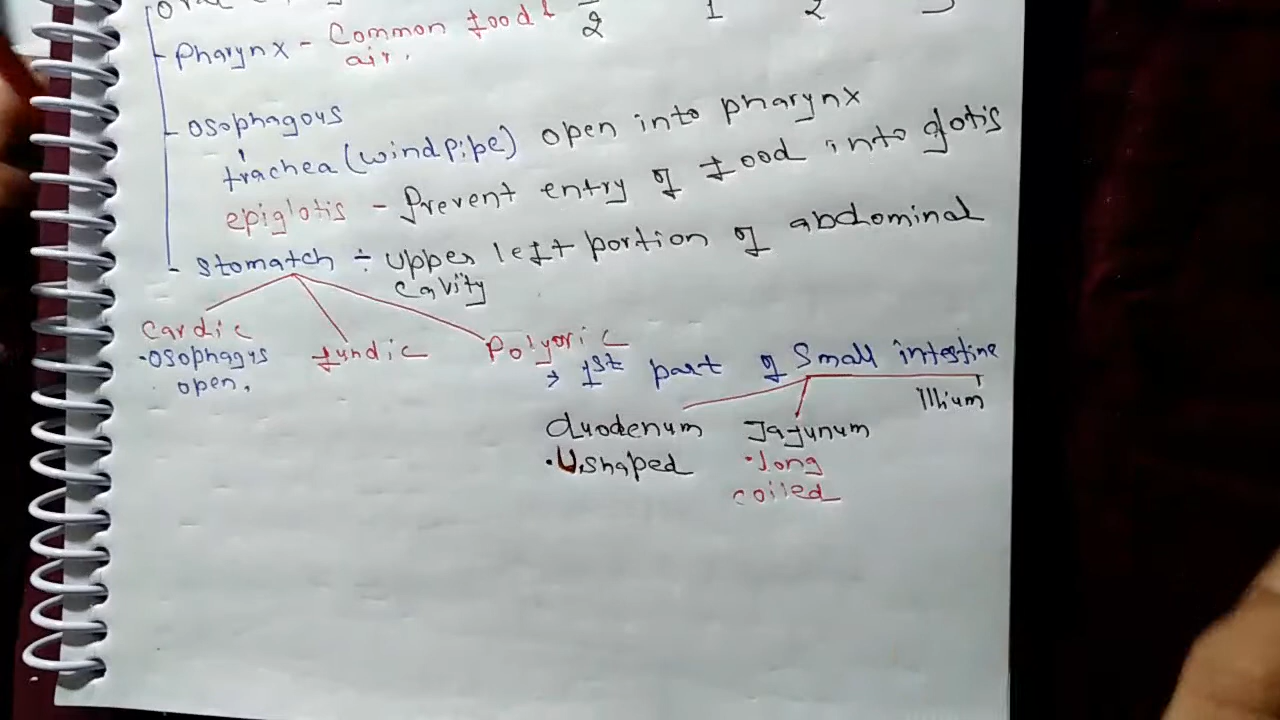 Pharynx - Common food &
air.
2 1 2
Osophagous
trachea (windpipe) open into pharynx
epiglotis - Prevent entry of food into glotis
Stomatch ÷ upper left portion of abdominal
cavity
Cardic fundic Polyoric
• Osophagys
open.
→ 1st part of Small intestine
duodenum Jajunum Illium
• U shaped • long
coiled